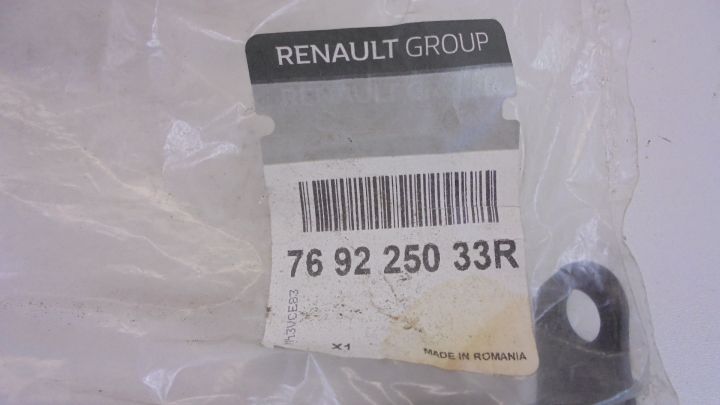 RENAULT GROUP
76 92 250 33R
X1
MADE IN ROMANIA